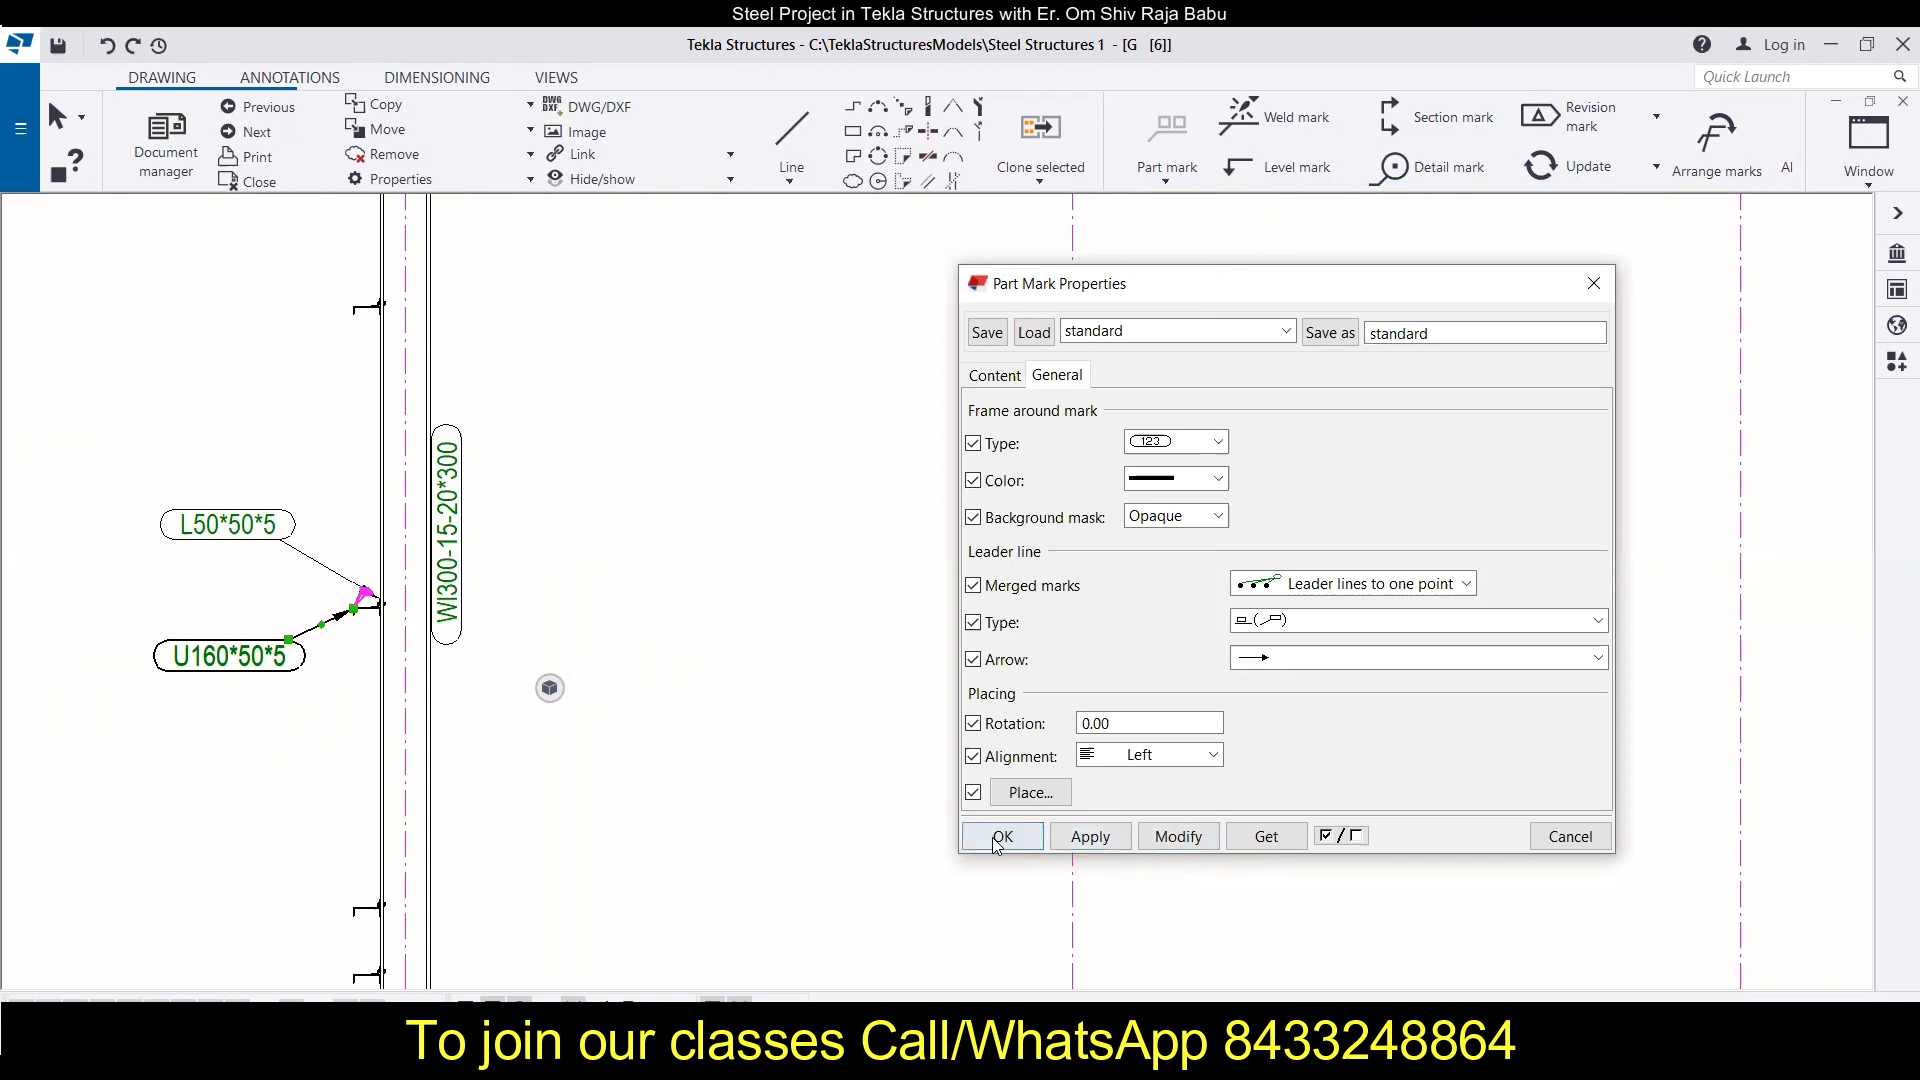 Steel Project in Tekla Structures with Er. Om Shiv Raja Babu
Tekla Structures - C:\TeklaStructuresModels\Steel Structures 1 - [G [6]]
Log in
DRAWING ANNOTATIONS DIMENSIONING VIEWS
Quick Launch
Document manager
Previous
Next
Print
Close
Copy
Move
Remove
Properties
DWG DXF DWG/DXF
Image
Link
Hide/show
Line
Clone selected
Part mark
Weld mark
Level mark
Section mark
Detail mark
Revision mark
Update
Arrange marks
Al
Window
L50*50*5
U160*50*5
WI300-15-20*300
Part Mark Properties
Save Load standard Save as standard
Content General
Frame around mark
Type: 123
Color:
Background mask: Opaque
Leader line
Merged marks Leader lines to one point
Type:
Arrow:
Placing
Rotation: 0.00
Alignment: Left
Place...
OK Apply Modify Get Cancel
To join our classes Call/WhatsApp 8433248864